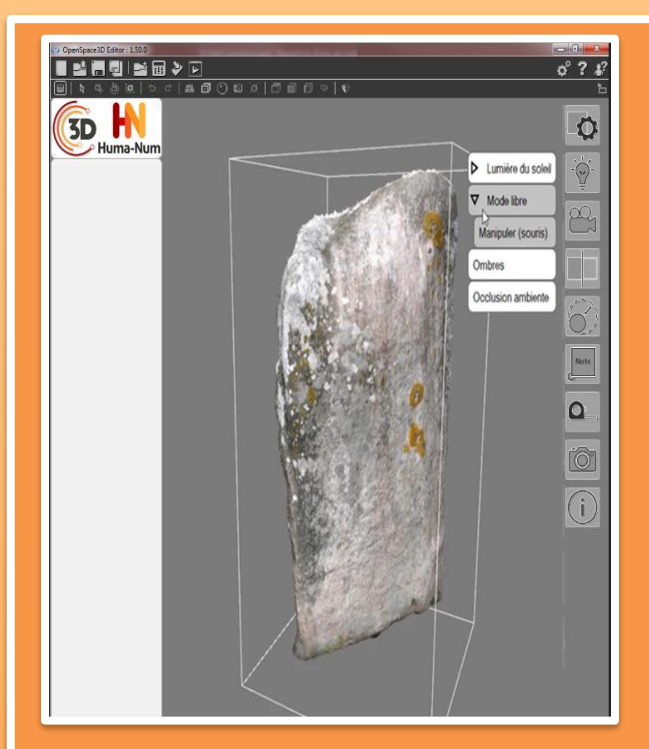 OpenSpace3D Editor : 1.50.0
3D HN
Huma-Num
Lumière du soleil
Mode libre
Manipuler (souris)
Ombres
Occlusion ambiente
Note